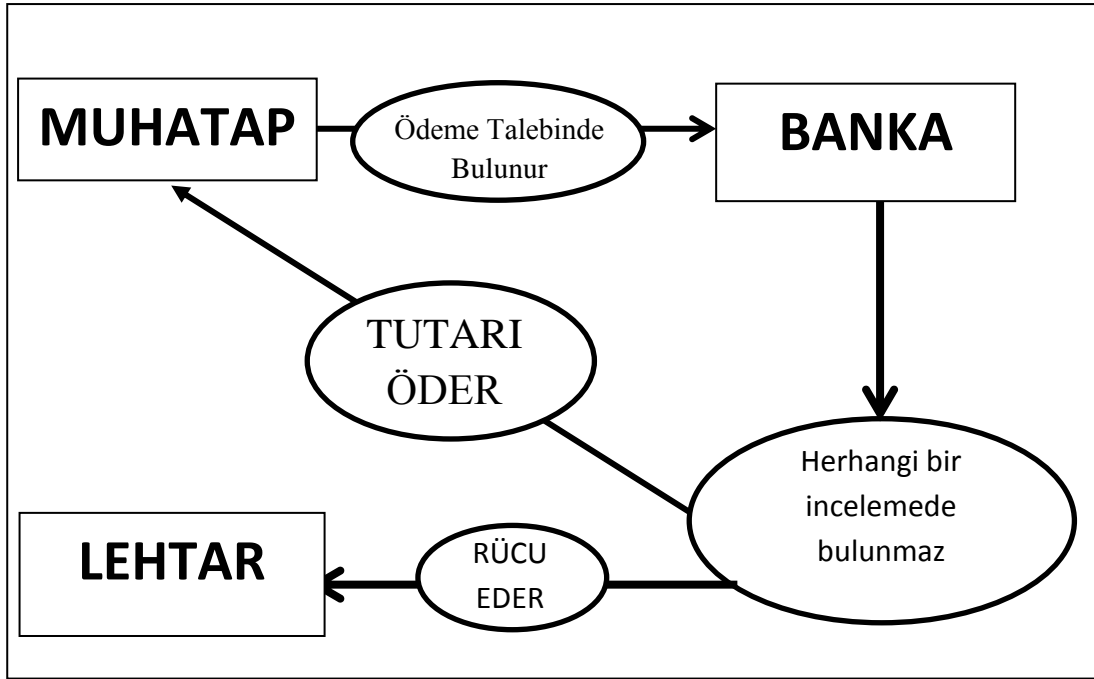 MUHATAP
Ödeme Talebinde
Bulunur
BANKA
TUTARI
ÖDER
Herhangi bir
incelemede
bulunmaz
LEHTAR
RÜCU
EDER